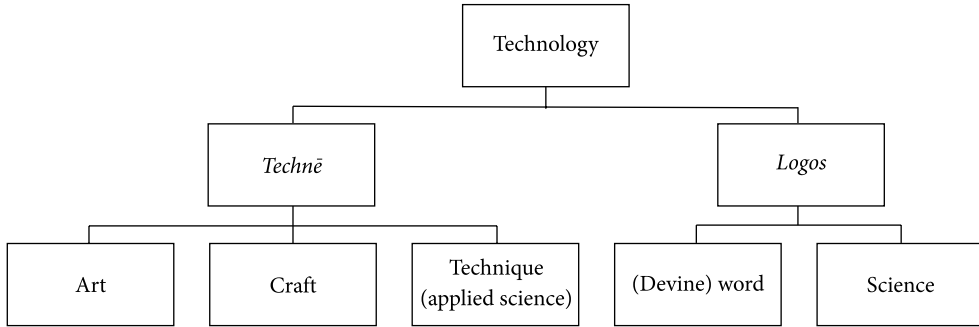 Technology
Technē
Logos
Art
Craft
Technique
(applied science)
(Devine) word
Science